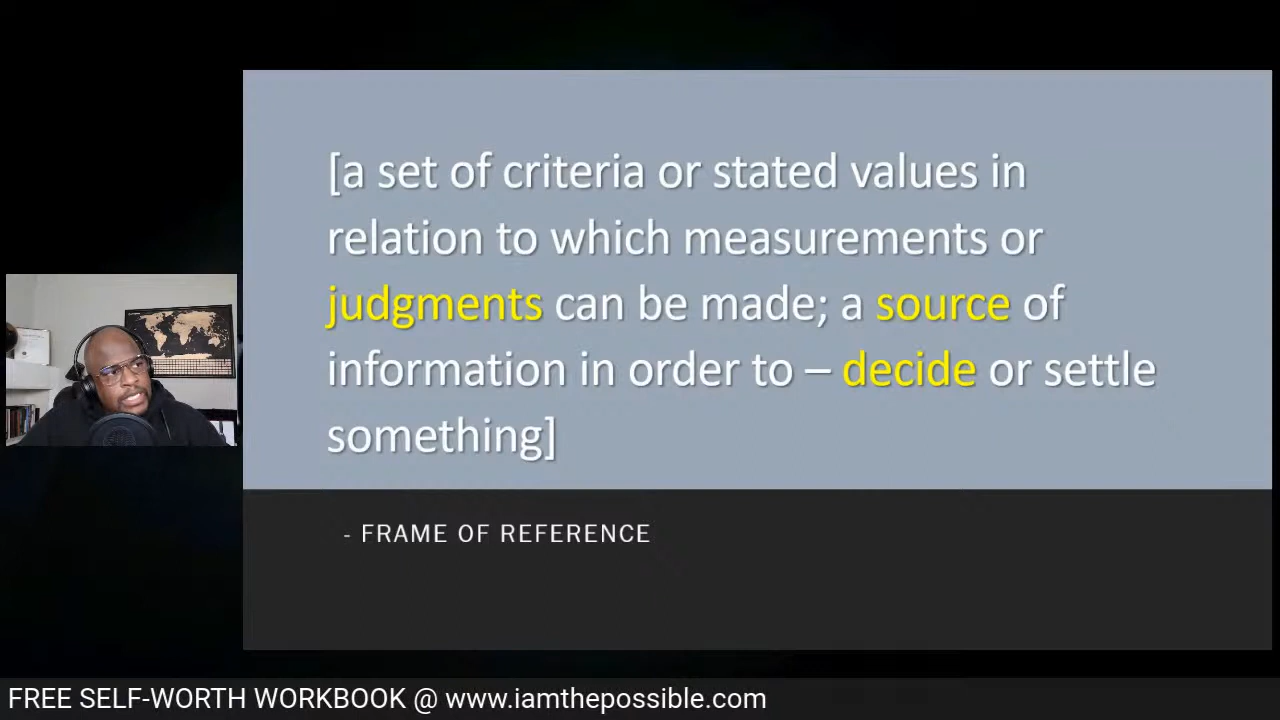 [a set of criteria or stated values in
relation to which measurements or
judgments can be made; a source of
information in order to – decide or settle
something]
- FRAME OF REFERENCE
FREE SELF-WORTH WORKBOOK @ www.iamthepossible.com